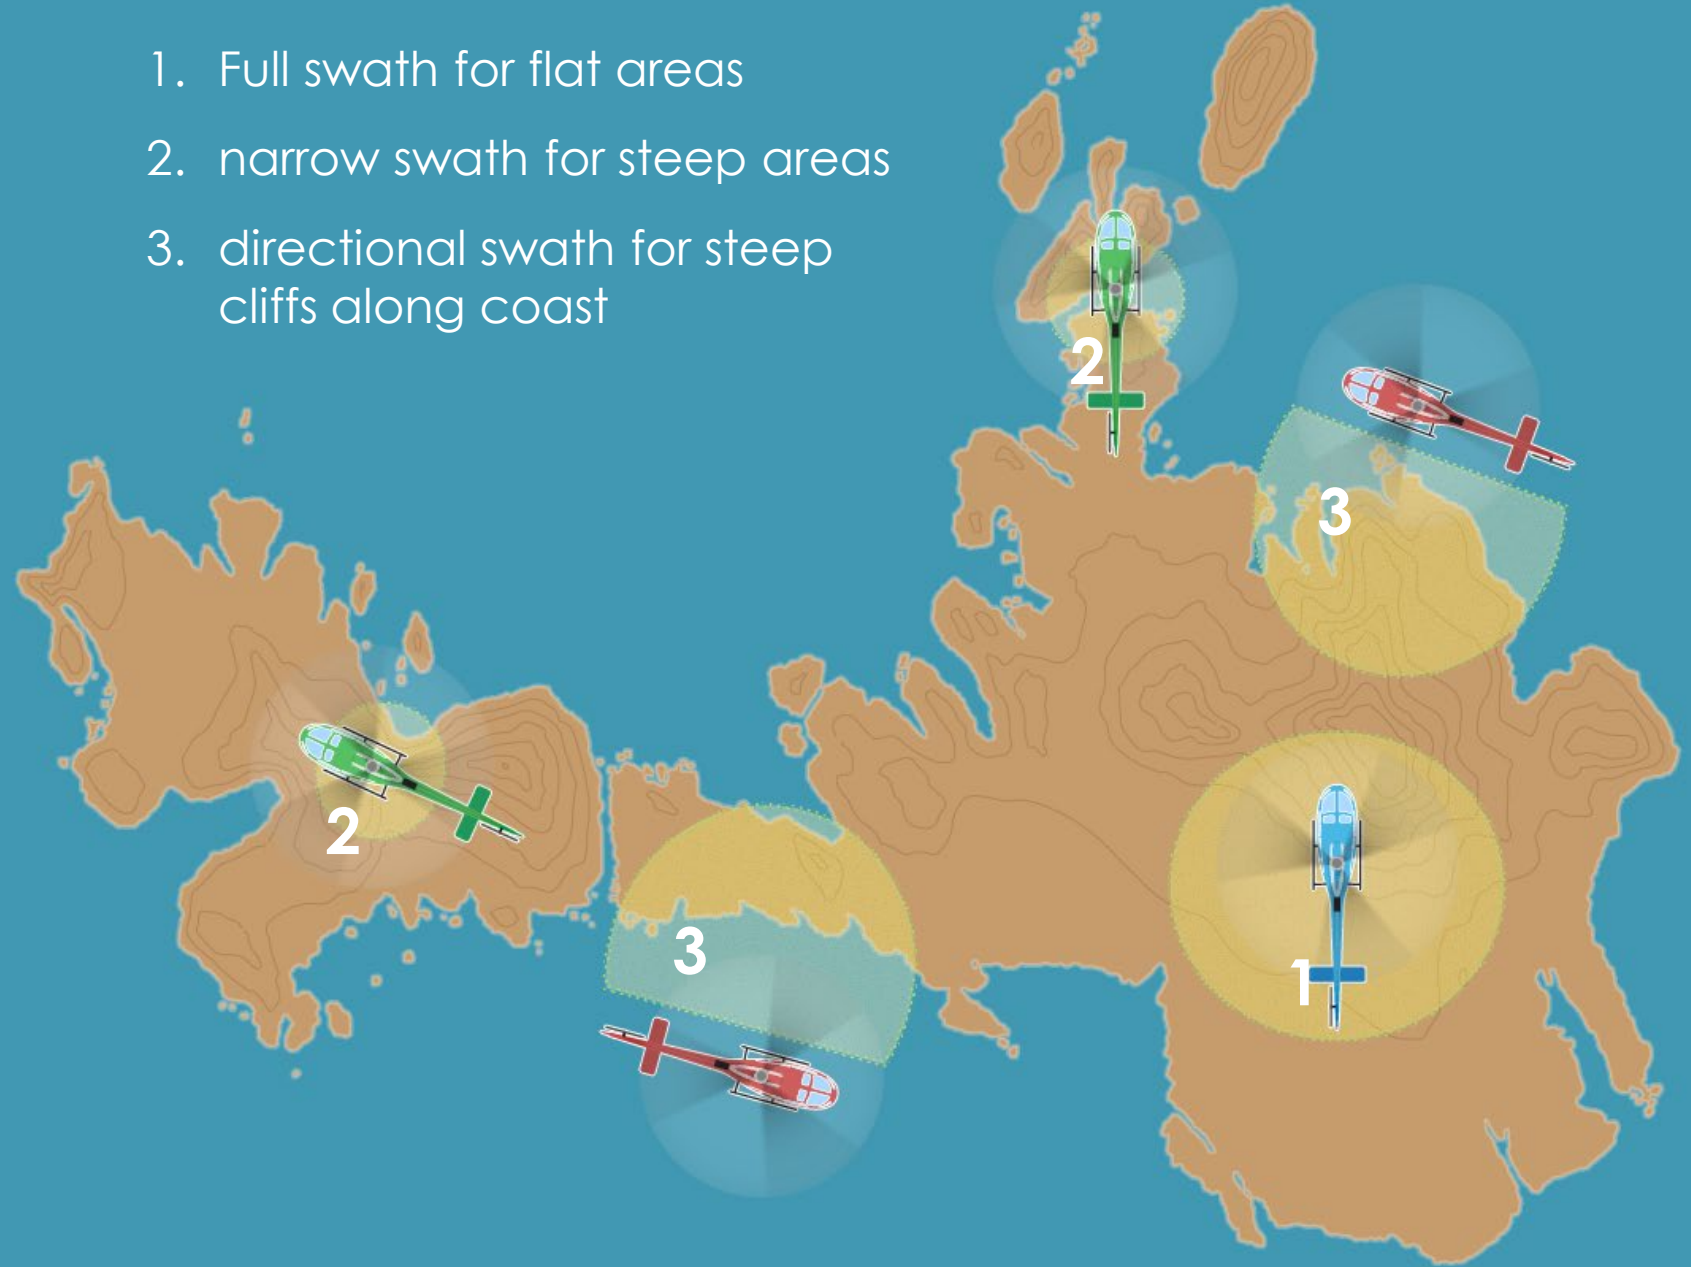 1. Full swath for flat areas
2. narrow swath for steep areas
3. directional swath for steep
cliffs along coast
2
3
2
3
1